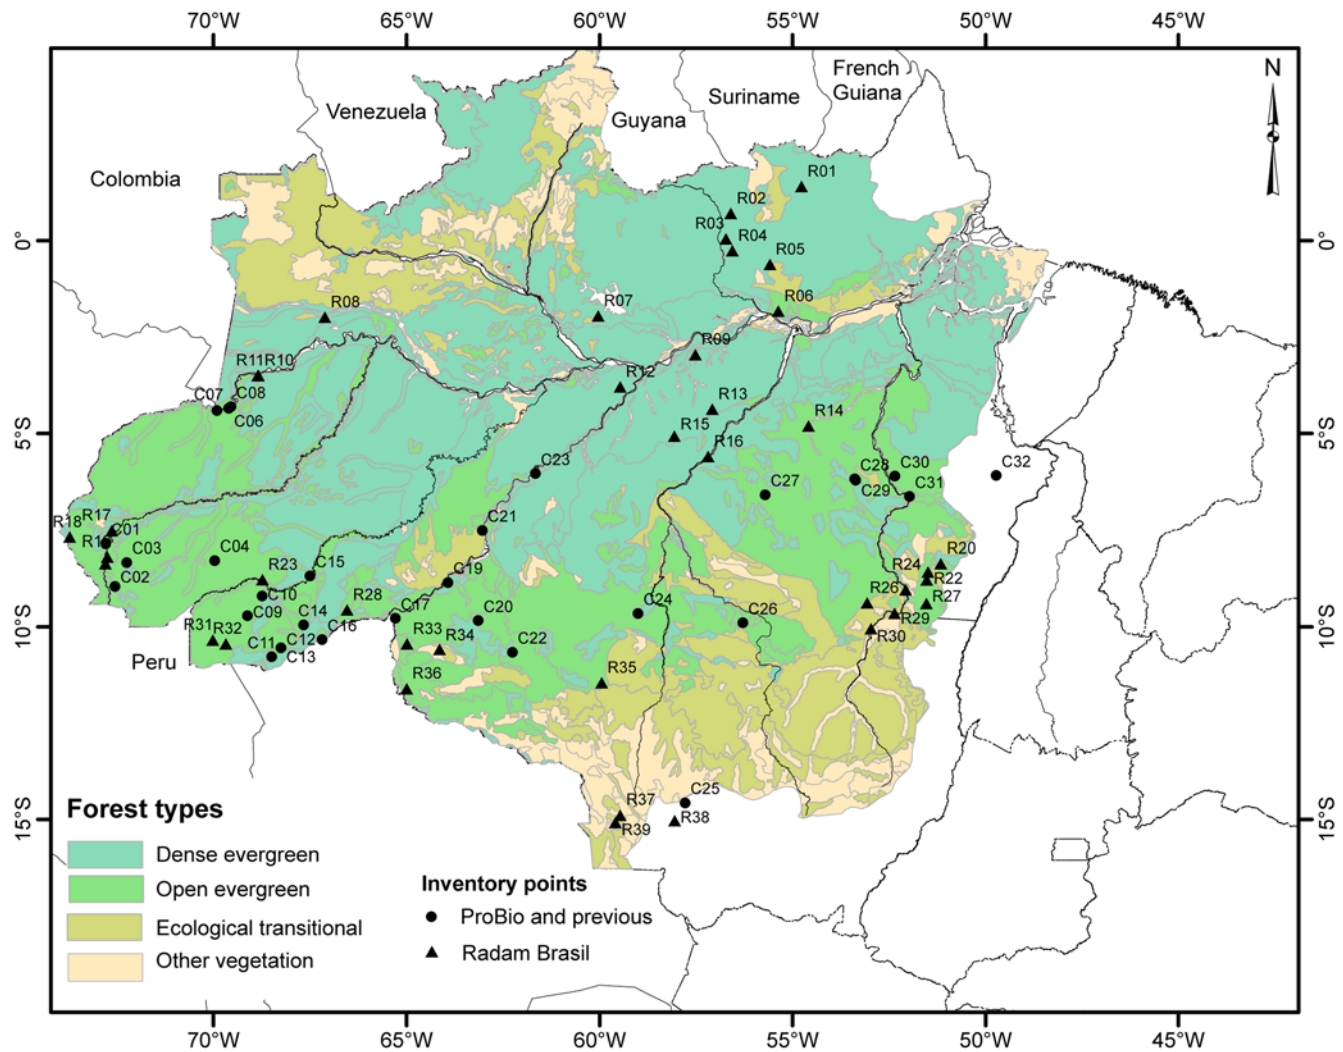 70°W 65°W 60°W 55°W 50°W 45°W
N
French
Guiana
Suriname
Venezuela
Guyana
Colombia
R01
R02
R03
R04
0°
0°
R05
R06
R07
R08
R09
R11 R10
R12
C07
C08
C06
R13
R14
5°S
5°S
R15
R16
C23
C27
C28
C29
C30
C31
C32
R18 R17
C01
C21
C03
C04
C02
R23
C15
C10
C19
R28
R20
R24
R22
R26
R27
R29
R30
C09
C14
C17
C20
C24
C26
10°S
10°S
R31 R32
C11
C12
C16
C13
R33
R34
C22
Peru
R36
R35
C25
R37
R38
R39
15°S
15°S
Forest types
Dense evergreen
Open evergreen
Ecological transitional
Other vegetation
Inventory points
ProBio and previous
Radam Brasil
70°W 65°W 60°W 55°W 50°W 45°W